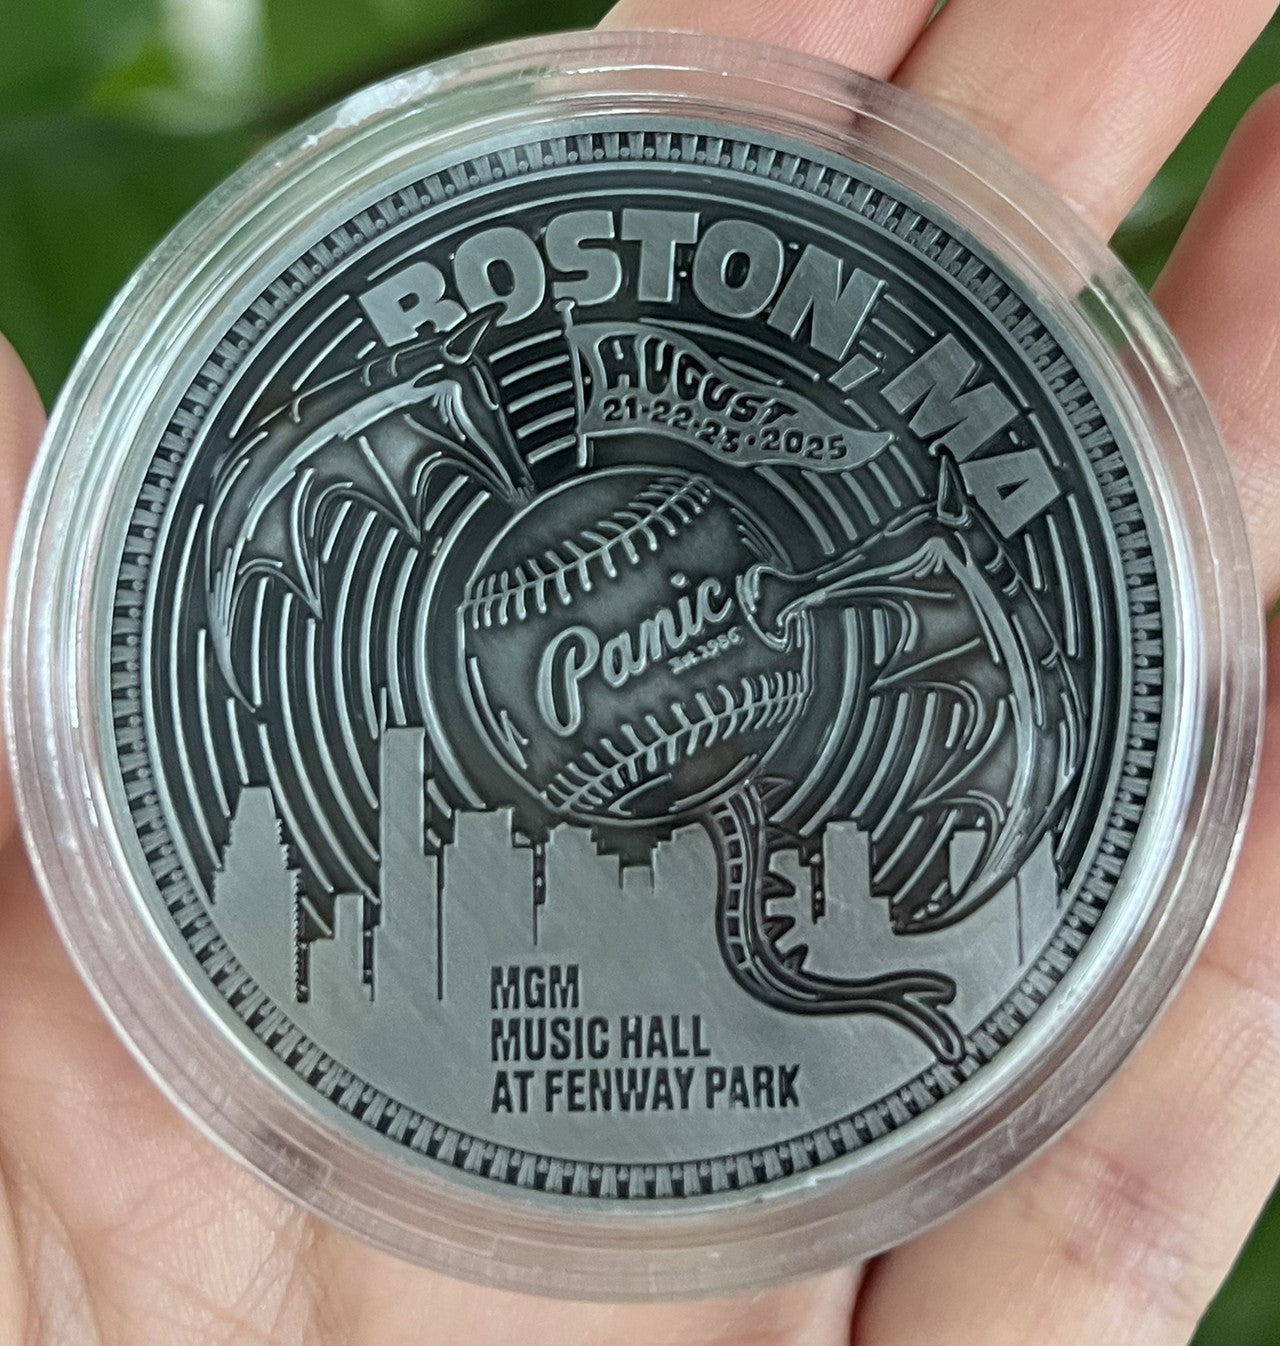 BOSTON, MA
AUGUST
21·22·23·2025
Panic
Est. 1986
MGM
MUSIC HALL
AT FENWAY PARK